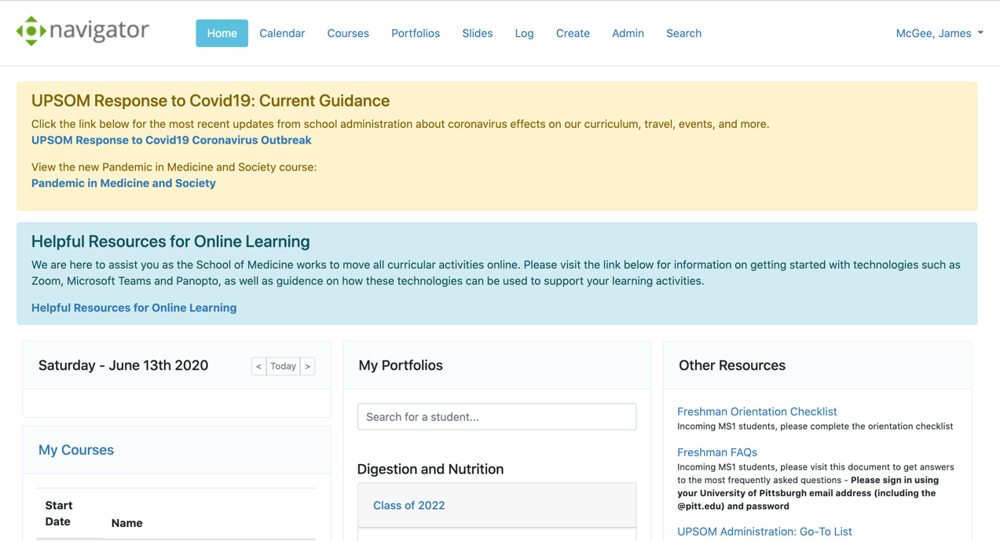 navigator
Home
Calendar
Courses
Portfolios
Slides
Log
Create
Admin
Search
McGee, James
UPSOM Response to Covid19: Current Guidance
Click the link below for the most recent updates from school administration about coronavirus effects on our curriculum, travel, events, and more.
UPSOM Response to Covid19 Coronavirus Outbreak
View the new Pandemic in Medicine and Society course:
Pandemic in Medicine and Society
Helpful Resources for Online Learning
We are here to assist you as the School of Medicine works to move all curricular activities online. Please visit the link below for information on getting started with technologies such as
Zoom, Microsoft Teams and Panopto, as well as guidance on how these technologies can be used to support your learning activities.
Helpful Resources for Online Learning
Saturday - June 13th 2020
< Today >
My Courses
Start
Date
Name
My Portfolios
Search for a student...
Digestion and Nutrition
Class of 2022
Other Resources
Freshman Orientation Checklist
Incoming MS1 students, please complete the orientation checklist
Freshman FAQs
Incoming MS1 students, please visit this document to get answers
to the most frequently asked questions - Please sign in using
your University of Pittsburgh email address (including the
@pitt.edu) and password
UPSOM Administration: Go-To List